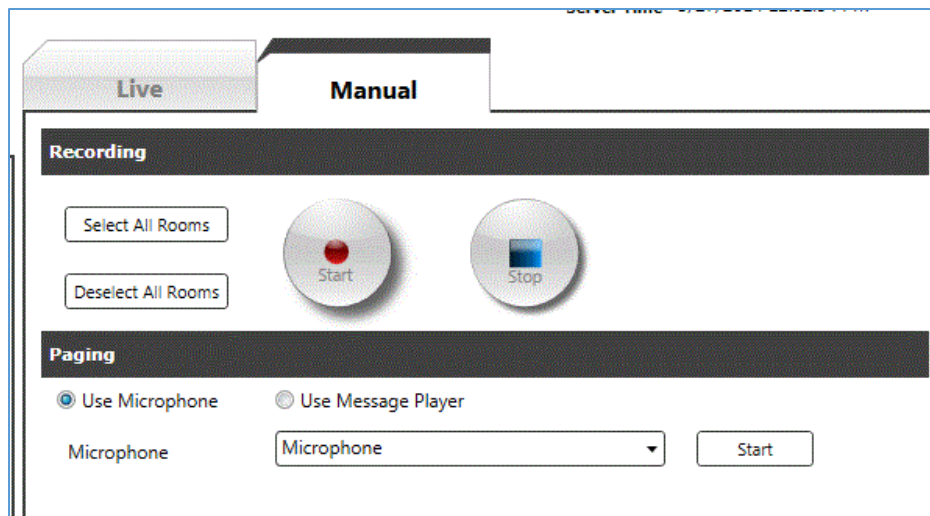 Live
Manual
Recording
Select All Rooms
Start
Stop
Deselect All Rooms
Paging
Use Microphone
Use Message Player
Microphone
Microphone
Start